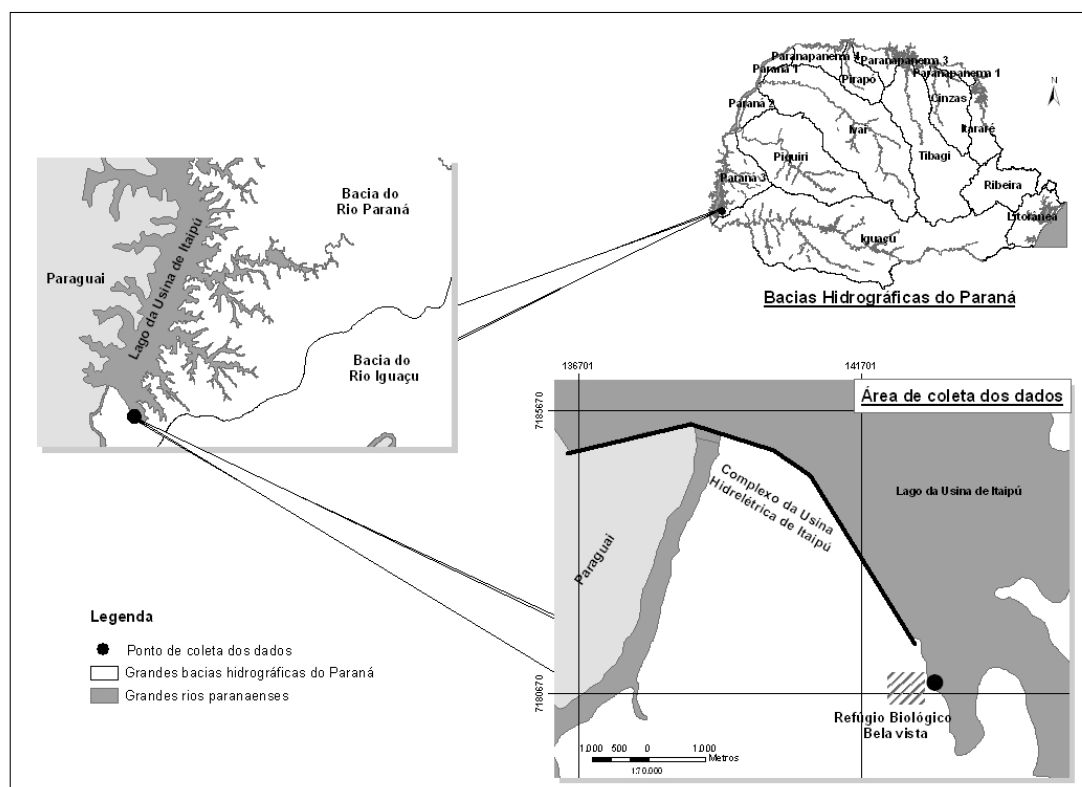 Paranapanema 4
Paranapanema 3
Paraná 1
Pirapó
Paranapanema 1
N
Cinzas
Paraná 2
Itararé
Ivaí
Piquiri
Tibagi
Paraná 3
Ribeira
Litorânea
Iguaçú
Bacias Hidrográficas do Paraná
Bacia do
Rio Paraná
Paraguai
Lago da Usina de Itaipú
Bacia do
Rio Iguaçu
136701
141701
7185670
7180670
Área de coleta dos dados
Lago da Usina de Itaipú
Complexo da Usina
Hidrelétrica de Itaipú
Paraguai
Refúgio Biológico
Bela vista
1.000 500 0 1.000
Metros
1:70.000
Legenda
Ponto de coleta dos dados
Grandes bacias hidrográficas do Paraná
Grandes rios paranaenses